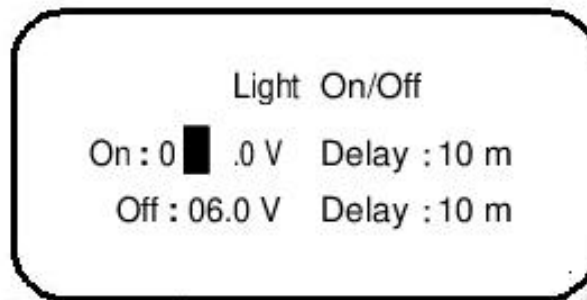 Light On/Off
On : 0█ .0 V Delay : 10 m
Off : 06.0 V Delay : 10 m